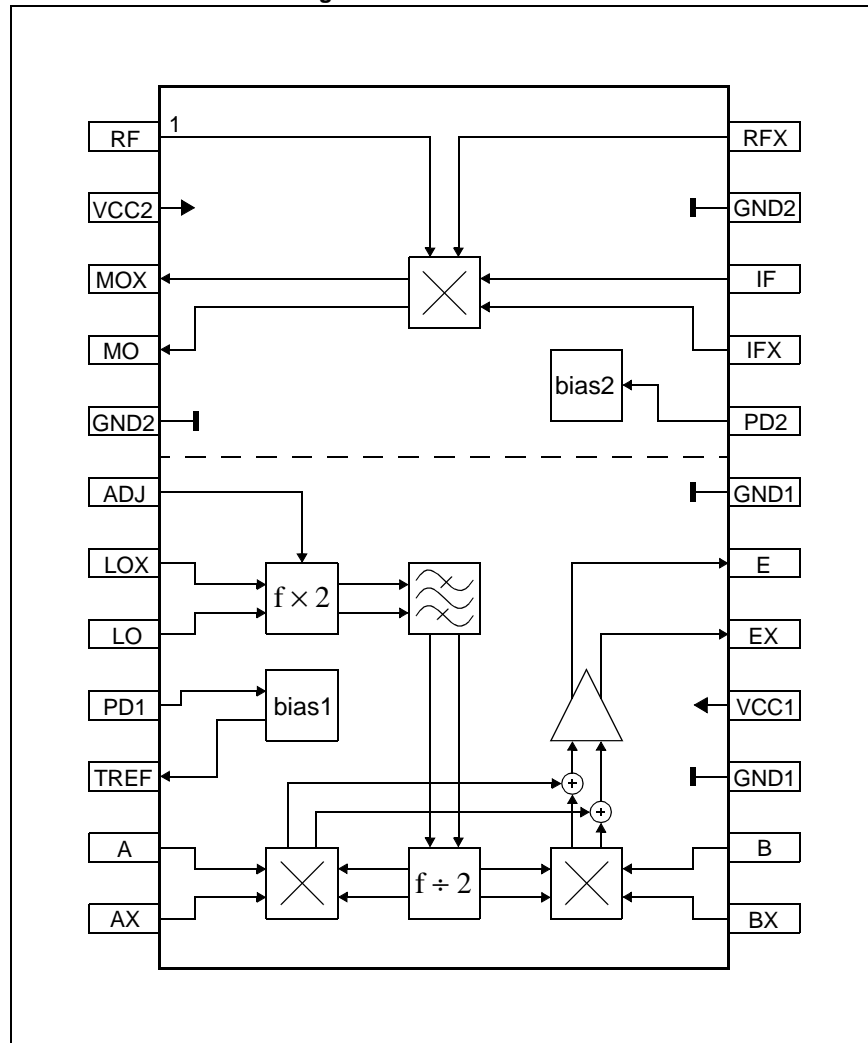 RF
1
RFX
VCC2
GND2
MOX
IF
MO
IFX
bias2
GND2
PD2
ADJ
GND1
LOX
f × 2
E
LO
EX
PD1
bias1
VCC1
TREF
GND1
+
+
A
f ÷ 2
B
AX
BX